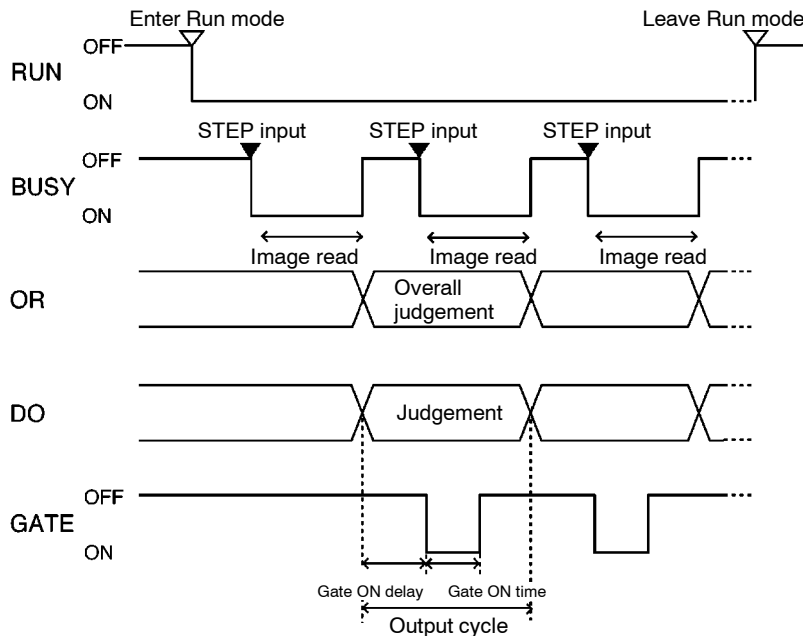 Enter Run mode
Leave Run mode
OFF
RUN
ON
STEP input
STEP input
STEP input
OFF
BUSY
ON
Image read
Image read
Image read
OR
Overall
judgement
DO
Judgement
OFF
GATE
ON
Gate ON delay
Gate ON time
Output cycle